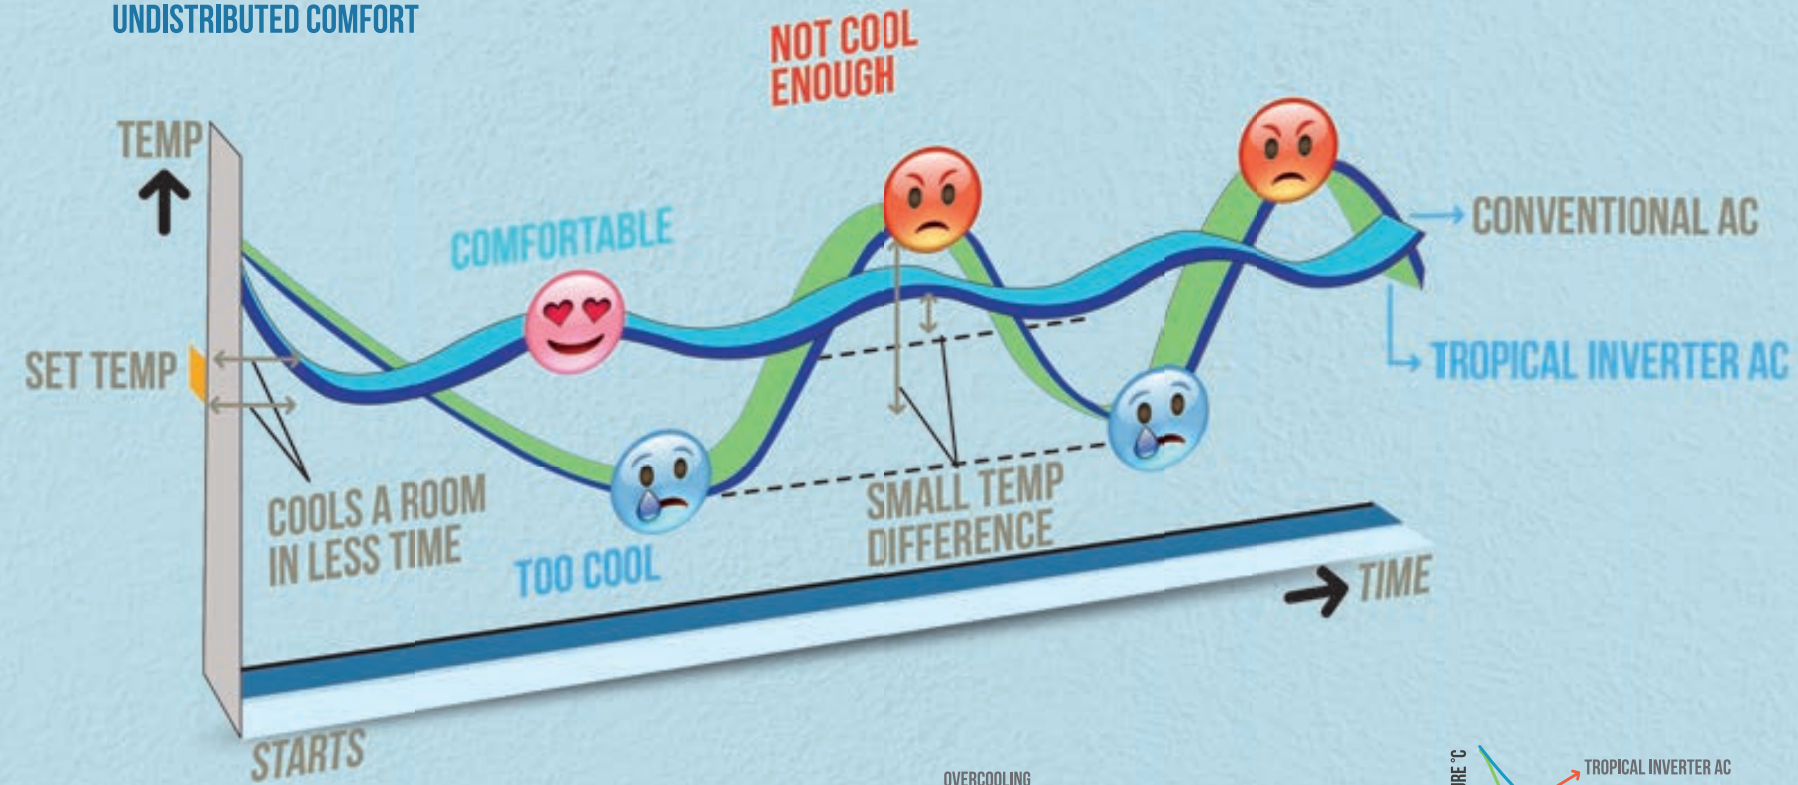 UNDISTRIBUTED COMFORT
NOT COOL
ENOUGH
TEMP
COMFORTABLE
CONVENTIONAL AC
SET TEMP
TROPICAL INVERTER AC
COOLS A ROOM
IN LESS TIME
SMALL TEMP
DIFFERENCE
TOO COOL
TIME
STARTS
OVERCOOLING
TROPICAL INVERTER AC